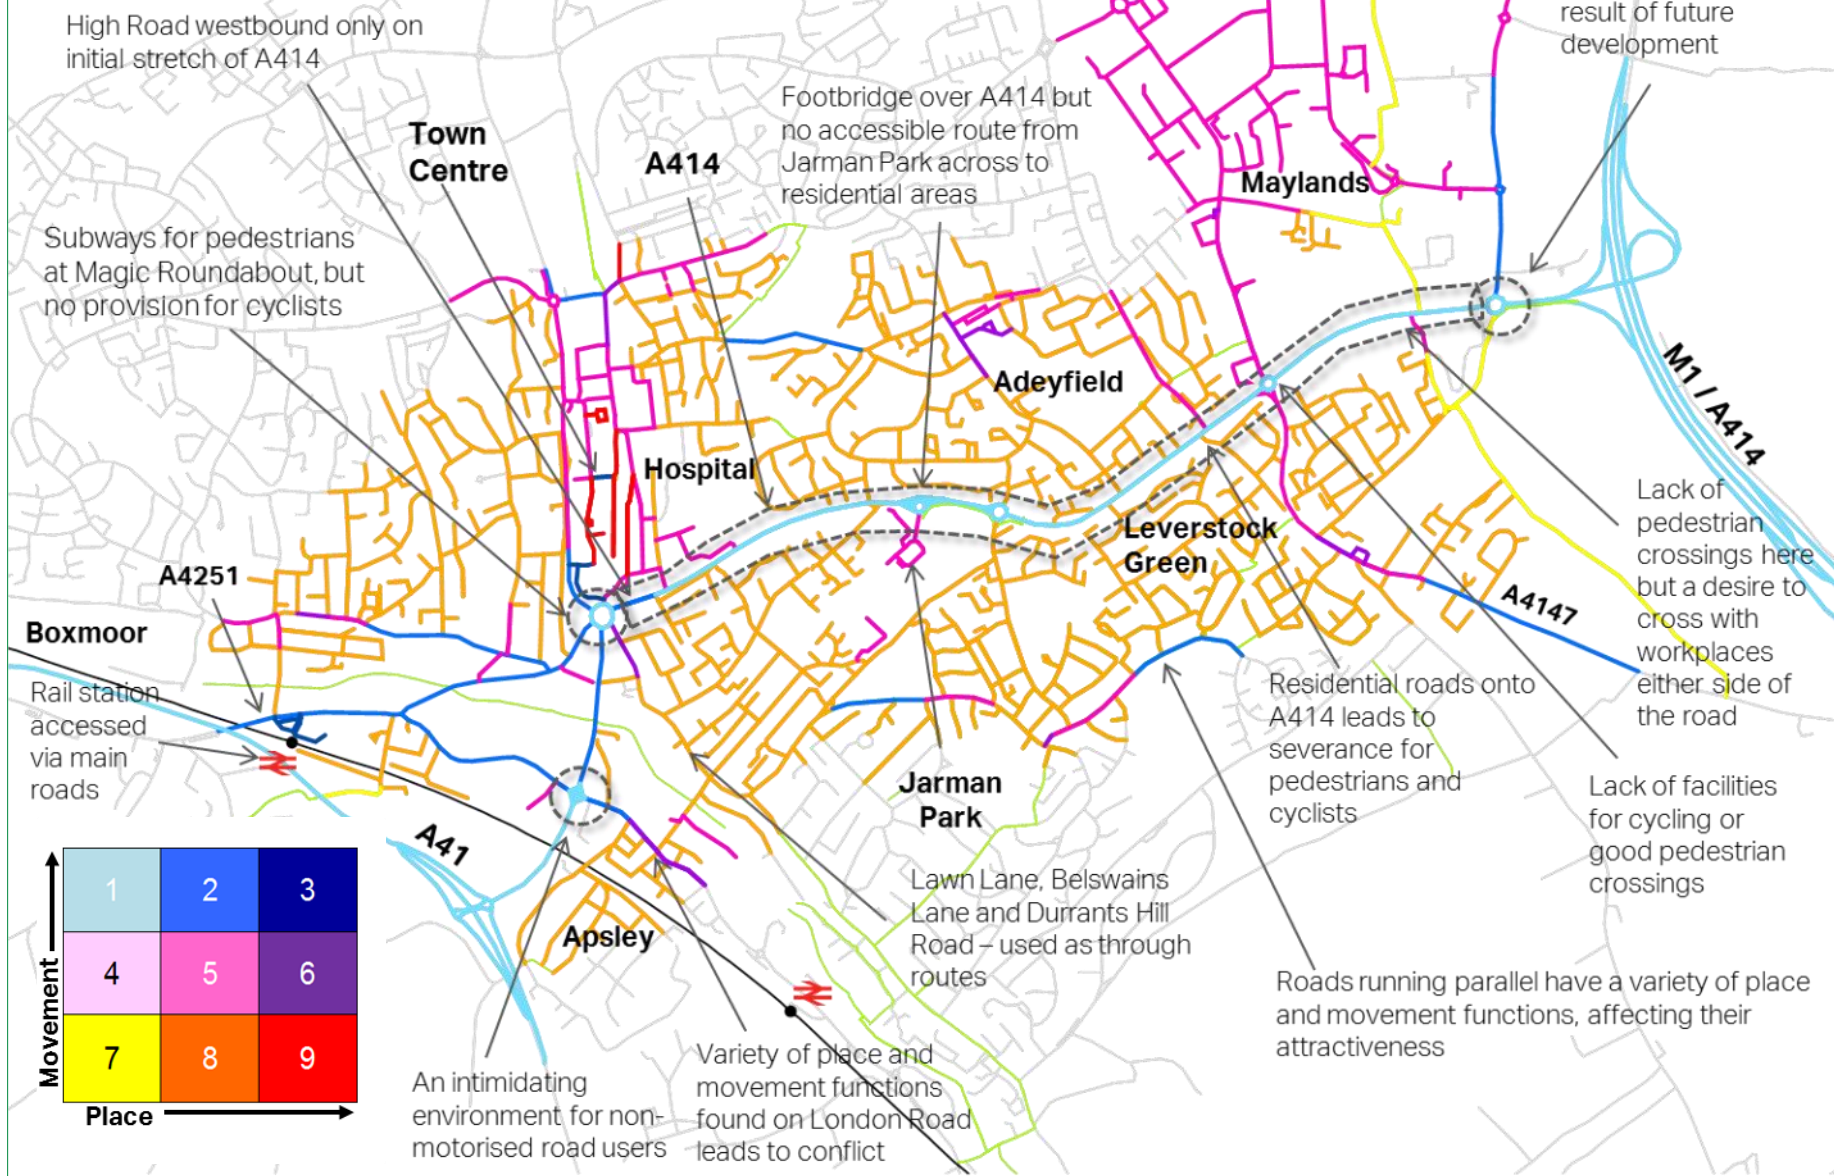 High Road westbound only on
initial stretch of A414
result of future
development
Footbridge over A414 but
no accessible route from
Jarman Park across to
residential areas
Town
Centre
A414
Maylands
Subways for pedestrians
at Magic Roundabout, but
no provision for cyclists
Adeyfield
M1 / A414
Hospital
Leverstock
Green
Lack of
pedestrian
crossings here
but a desire to
cross with
workplaces
either side of
the road
A4251
A4147
Boxmoor
Rail station
accessed
via main
roads
Residential roads onto
A414 leads to
severance for
pedestrians and
cyclists
Jarman
Park
Lack of facilities
for cycling or
good pedestrian
crossings
A41
Lawn Lane, Belswains
Lane and Durrants Hill
Road – used as through
routes
Apsley
Roads running parallel have a variety of place
and movement functions, affecting their
attractiveness
Variety of place and
movement functions
found on London Road
leads to conflict
An intimidating
environment for non-
motorised road users
Movement
1 2 3
4 5 6
7 8 9
Place